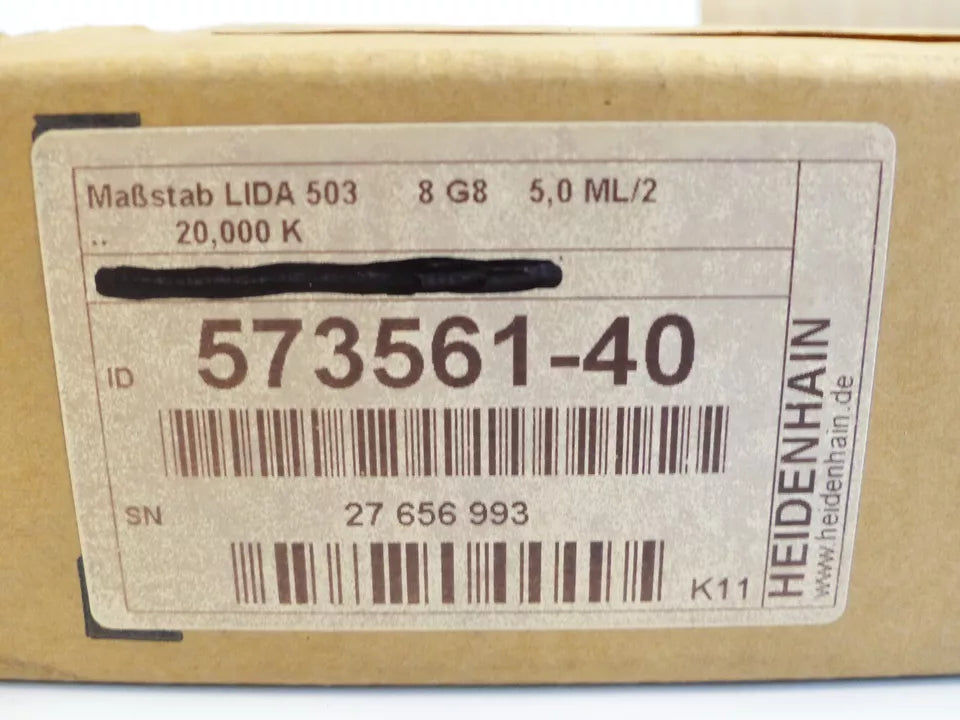 Maßstab LIDA 503 8 G8 5,0 ML/2
.. 20,000 K
ID 573561-40
SN 27 656 993
K11
HEIDENHAIN
www.heidenhain.de